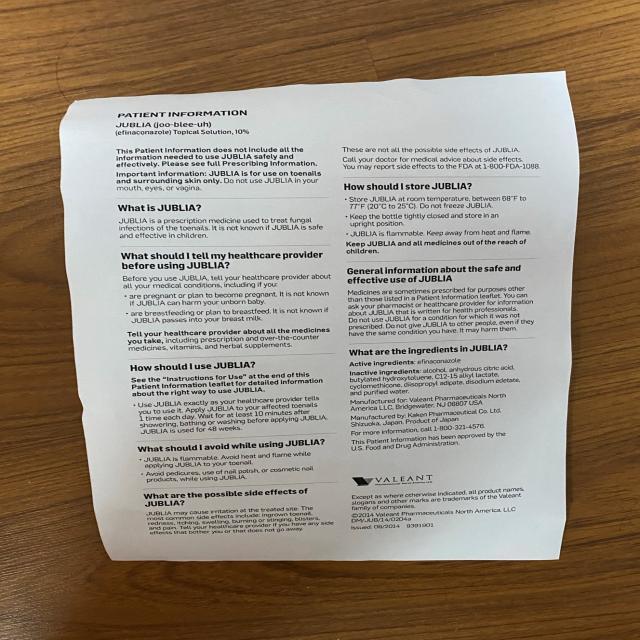 PATIENT INFORMATION
JUBLIA (joo-blee-uh)
(efinaconazole) Topical Solution, 10%
This Patient Information does not include all the
information needed to use JUBLIA safely and
effectively. Please see full Prescribing Information.
Important information: JUBLIA is for use on toenails
and surrounding skin only. Do not use JUBLIA in your
mouth, eyes, or vagina.
What is JUBLIA?
JUBLIA is a prescription medicine used to treat fungal
infections of the toenails. It is not known if JUBLIA is safe
and effective in children.
What should I tell my healthcare provider
before using JUBLIA?
Before you use JUBLIA, tell your healthcare provider about
all your medical conditions, including if you:
• are pregnant or plan to become pregnant. It is not known
if JUBLIA can harm your unborn baby.
• are breastfeeding or plan to breastfeed. It is not known if
JUBLIA passes into your breast milk.
Tell your healthcare provider about all the medicines
you take, including prescription and over-the-counter
medicines, vitamins, and herbal supplements.
How should I use JUBLIA?
See the "Instructions for Use" at the end of this
Patient Information leaflet for detailed information
about the right way to use JUBLIA.
• Use JUBLIA exactly as your healthcare provider tells
you to use it. Apply JUBLIA to your affected toenails
1 time each day. Wait for at least 10 minutes after
showering, bathing or washing before applying JUBLIA.
JUBLIA is used for 48 weeks.
What should I avoid while using JUBLIA?
• JUBLIA is flammable. Avoid heat and flame while
applying JUBLIA to your toenail.
• Avoid pedicures, use of nail polish, or cosmetic nail
products, while using JUBLIA.
What are the possible side effects of
JUBLIA?
JUBLIA may cause irritation at the treated site. The
most common side effects include: ingrown toenail,
redness, itching, swelling, burning or stinging, blisters,
and pain. Tell your healthcare provider if you have any side
effects that bother you or that does not go away.
These are not all the possible side effects of JUBLIA.
Call your doctor for medical advice about side effects.
You may report side effects to the FDA at 1-800-FDA-1088.
How should I store JUBLIA?
• Store JUBLIA at room temperature, between 68°F to
77°F (20°C to 25°C). Do not freeze JUBLIA.
• Keep the bottle tightly closed and store in an
upright position.
• JUBLIA is flammable. Keep away from heat and flame.
Keep JUBLIA and all medicines out of the reach of
children.
General information about the safe and
effective use of JUBLIA
Medicines are sometimes prescribed for purposes other
than those listed in a Patient Information leaflet. You can
ask your pharmacist or healthcare provider for information
about JUBLIA that is written for health professionals.
Do not use JUBLIA for a condition for which it was not
prescribed. Do not give JUBLIA to other people, even if they
have the same condition you have. It may harm them.
What are the ingredients in JUBLIA?
Active ingredients: efinaconazole
Inactive ingredients: alcohol, anhydrous citric acid,
butylated hydroxytoluene, C12-15 alkyl lactate,
cyclomethicone, diisopropyl adipate, disodium edetate,
and purified water.
Manufactured for: Valeant Pharmaceuticals North
America LLC, Bridgewater, NJ 08807 USA
Manufactured by: Kaken Pharmaceutical Co. Ltd.
Shizuoka, Japan. Product of Japan
For more information, call 1-800-321-4576.
This Patient Information has been approved by the
U.S. Food and Drug Administration.
VALEANT
Except as where otherwise indicated, all product names,
slogans and other marks are trademarks of the Valeant
family of companies.
©2014 Valeant Pharmaceuticals North America, LLC
DM/JUB/14/0204a
Issued: 08/2014 9391901